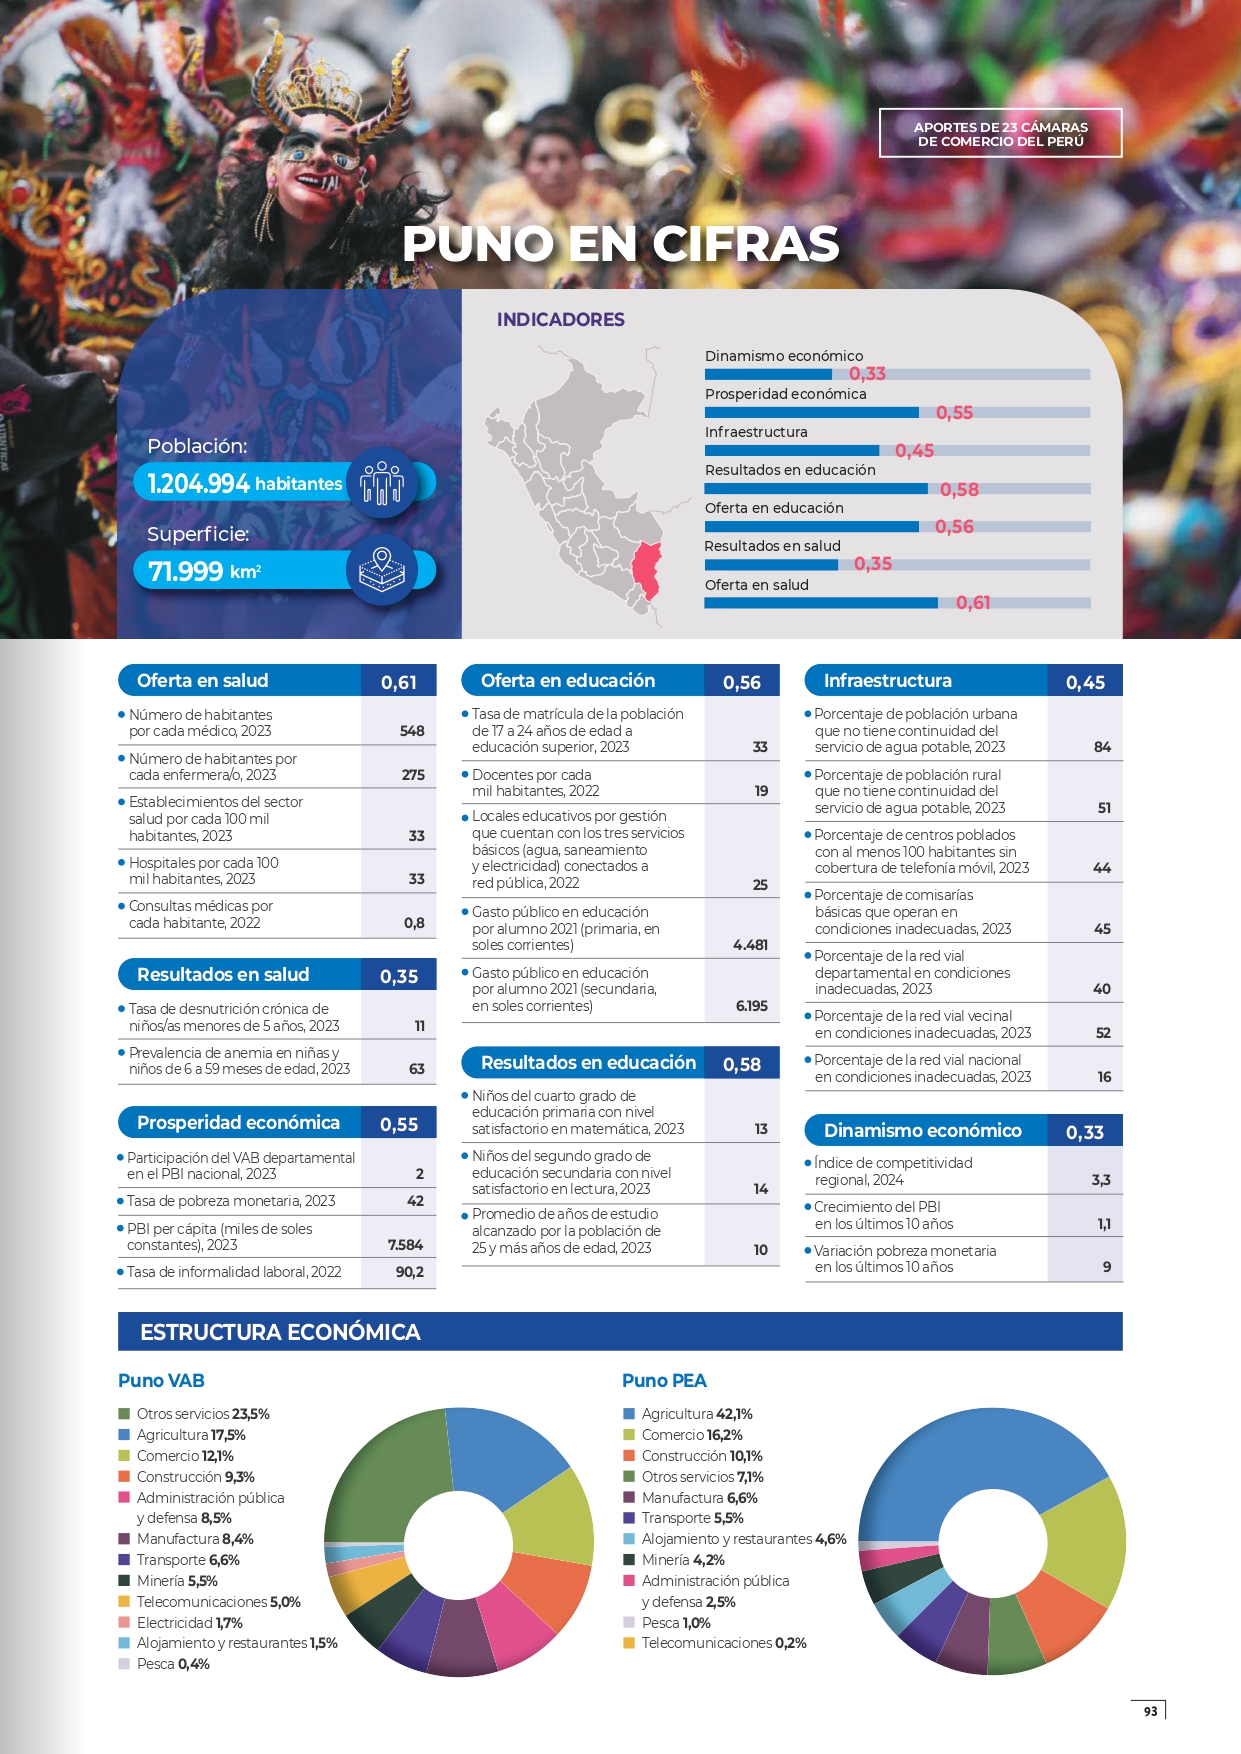 APORTES DE 23 CÁMARAS
DE COMERCIO DEL PERÚ
PUNO EN CIFRAS
Población:
1.204.994 habitantes
Superficie:
71.999 km²
INDICADORES
Dinamismo económico
0,33
Prosperidad económica
0,55
Infraestructura
0,45
Resultados en educación
0,58
Oferta en educación
0,56
Resultados en salud
0,35
Oferta en salud
0,61
Oferta en salud 0,61
• Número de habitantes
por cada médico, 2023 548
• Número de habitantes por
cada enfermera/o, 2023 275
• Establecimientos del sector
salud por cada 100 mil
habitantes, 2023 33
• Hospitales por cada 100
mil habitantes, 2023 33
• Consultas médicas por
cada habitante, 2022 0,8
Resultados en salud 0,35
• Tasa de desnutrición crónica de
niños/as menores de 5 años, 2023 11
• Prevalencia de anemia en niñas y
niños de 6 a 59 meses de edad, 2023 63
Prosperidad económica 0,55
• Participación del VAB departamental
en el PBI nacional, 2023 2
• Tasa de pobreza monetaria, 2023 42
• PBI per cápita (miles de soles
constantes), 2023 7.584
• Tasa de informalidad laboral, 2022 90,2
Oferta en educación 0,56
• Tasa de matrícula de la población
de 17 a 24 años de edad a
educación superior, 2023 33
• Docentes por cada
mil habitantes, 2022 19
• Locales educativos por gestión
que cuentan con los tres servicios
básicos (agua, saneamiento
y electricidad) conectados a
red pública, 2022 25
• Gasto público en educación
por alumno 2021 (primaria, en
soles corrientes) 4.481
• Gasto público en educación
por alumno 2021 (secundaria,
en soles corrientes) 6.195
Resultados en educación 0,58
• Niños del cuarto grado de
educación primaria con nivel
satisfactorio en matemática, 2023 13
• Niños del segundo grado de
educación secundaria con nivel
satisfactorio en lectura, 2023 14
• Promedio de años de estudio
alcanzado por la población de
25 y más años de edad, 2023 10
Infraestructura 0,45
• Porcentaje de población urbana
que no tiene continuidad del
servicio de agua potable, 2023 84
• Porcentaje de población rural
que no tiene continuidad del
servicio de agua potable, 2023 51
• Porcentaje de centros poblados
con al menos 100 habitantes sin
cobertura de telefonía móvil, 2023 44
• Porcentaje de comisarías
básicas que operan en
condiciones inadecuadas, 2023 45
• Porcentaje de la red vial
departamental en condiciones
inadecuadas, 2023 40
• Porcentaje de la red vial vecinal
en condiciones inadecuadas, 2023 52
• Porcentaje de la red vial nacional
en condiciones inadecuadas, 2023 16
Dinamismo económico 0,33
• Índice de competitividad
regional, 2024 3,3
• Crecimiento del PBI
en los últimos 10 años 1,1
• Variación pobreza monetaria
en los últimos 10 años 9
ESTRUCTURA ECONÓMICA
Puno VAB
Otros servicios 23,5%
Agricultura 17,5%
Comercio 12,1%
Construcción 9,3%
Administración pública
y defensa 8,5%
Manufactura 8,4%
Transporte 6,6%
Minería 5,5%
Telecomunicaciones 5,0%
Electricidad 1,7%
Alojamiento y restaurantes 1,5%
Pesca 0,4%
Puno PEA
Agricultura 42,1%
Comercio 16,2%
Construcción 10,1%
Otros servicios 7,1%
Manufactura 6,6%
Transporte 5,5%
Alojamiento y restaurantes 4,6%
Minería 4,2%
Administración pública
y defensa 2,5%
Pesca 1,0%
Telecomunicaciones 0,2%
93